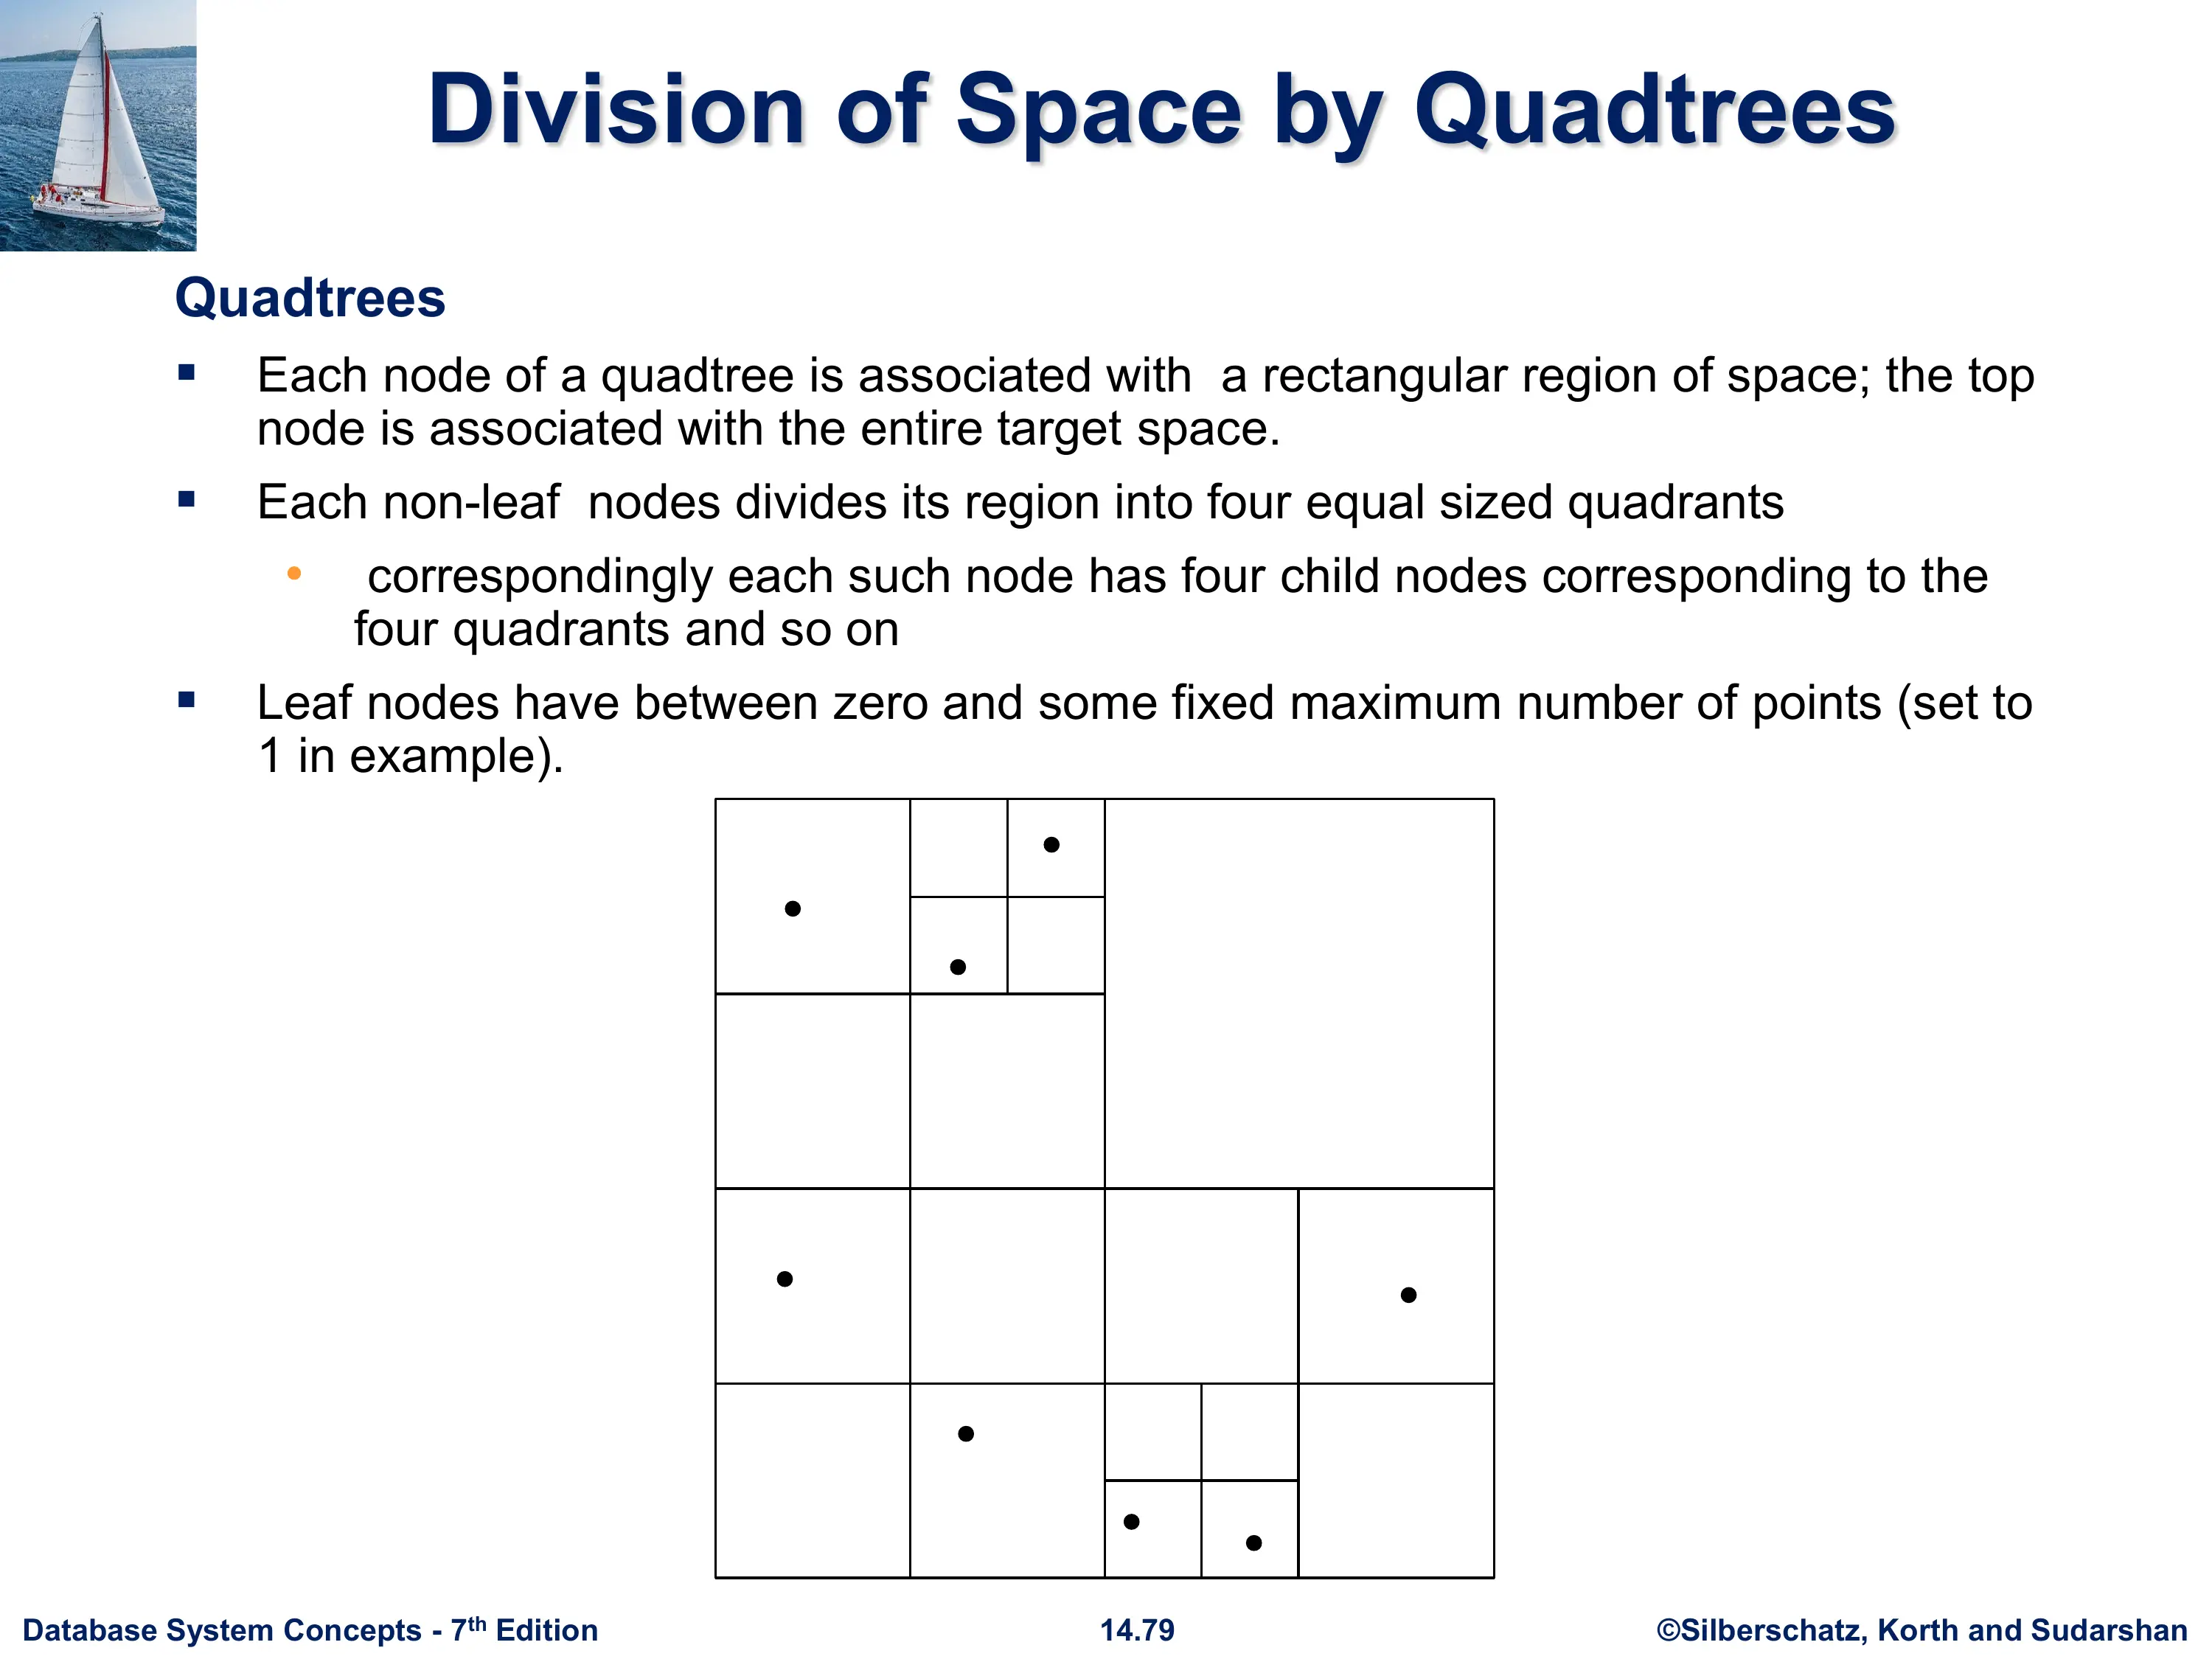 Division of Space by Quadtrees
Quadtrees
Each node of a quadtree is associated with  a rectangular region of space; the top
node is associated with the entire target space.
Each non-leaf  nodes divides its region into four equal sized quadrants
correspondingly each such node has four child nodes corresponding to the
four quadrants and so on
Leaf nodes have between zero and some fixed maximum number of points (set to
1 in example).
Database System Concepts - 7th Edition
14.79
©Silberschatz, Korth and Sudarshan